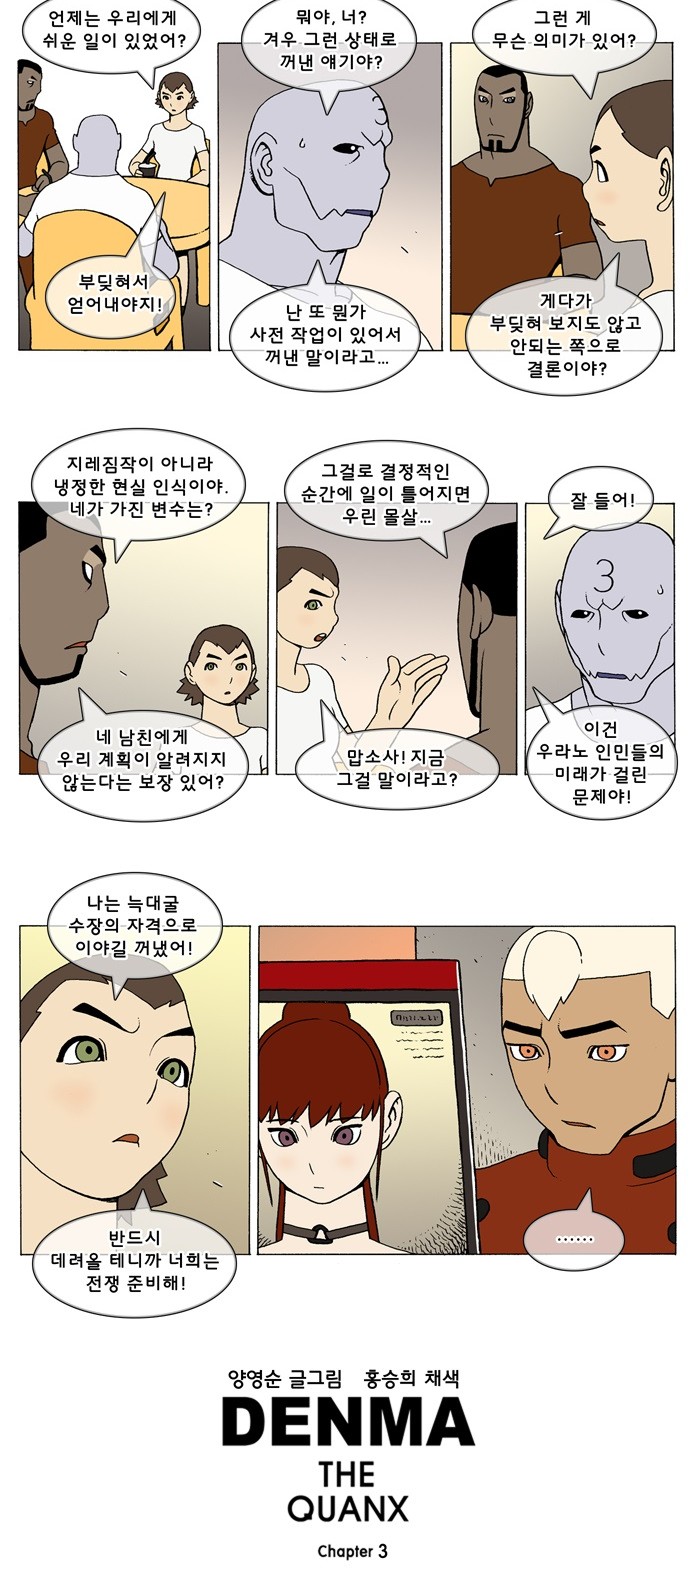 언제는 우리에게
쉬운 일이 있었어?
부딪혀서
얻어내야지!
뭐야, 너?
겨우 그런 상태로
꺼낸 얘기야?
난 또 뭔가
사전 작업이 있어서
꺼낸 말이라고...
그런 게
무슨 의미가 있어?
게다가
부딪혀 보지도 않고
안되는 쪽으로
결론이야?
지레짐작이 아니라
냉정한 현실 인식이야.
네가 가진 변수는?
네 남친에게
우리 계획이 알려지지
않는다는 보장 있어?
그걸로 결정적인
순간에 일이 틀어지면
우린 몰살...
맙소사! 지금
그걸 말이라고?
잘 들어!
3
이건
우라노 인민들의
미래가 걸린
문제야!
나는 늑대굴
수장의 자격으로
이야길 꺼냈어!
반드시
데려올 테니까 너희는
전쟁 준비해!
......
양영순 글그림 홍승희 채색
DENMA
THE
QUANX
Chapter 3